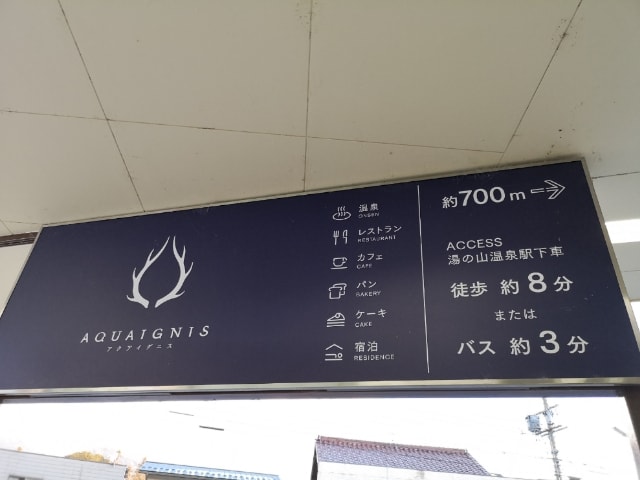 AQUAIGNIS
アクアイグニス
温泉
ONSEN
レストラン
RESTAURANT
カフェ
CAFE
パン
BAKERY
ケーキ
CAKE
宿泊
RESIDENCE
約700m
ACCESS
湯の山温泉駅下車
徒歩 約8分
または
バス 約3分